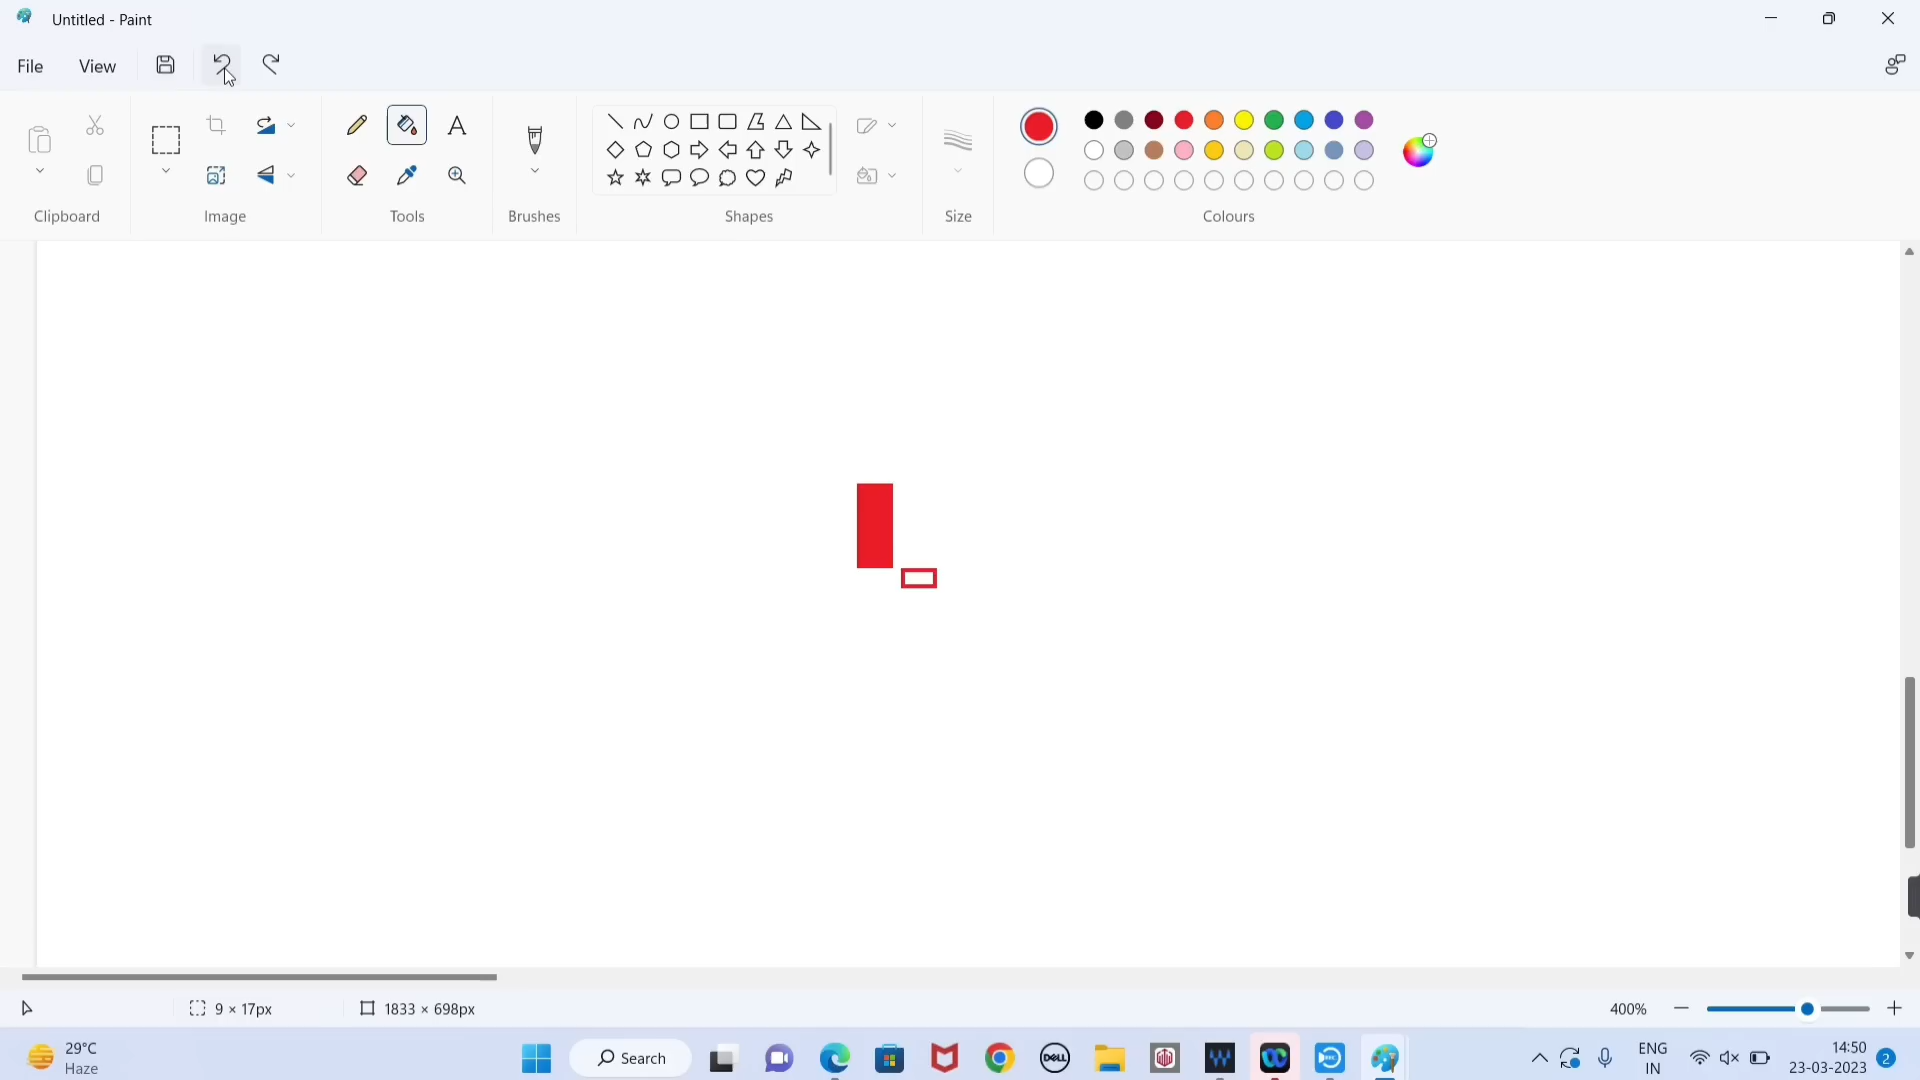 Untitled - Paint
File View
Clipboard Image Tools Brushes Shapes Size Colours
9 × 17px 1833 × 698px 400%
29°C
Haze
Search
DELL
ENG
IN
14:50
23-03-2023
2